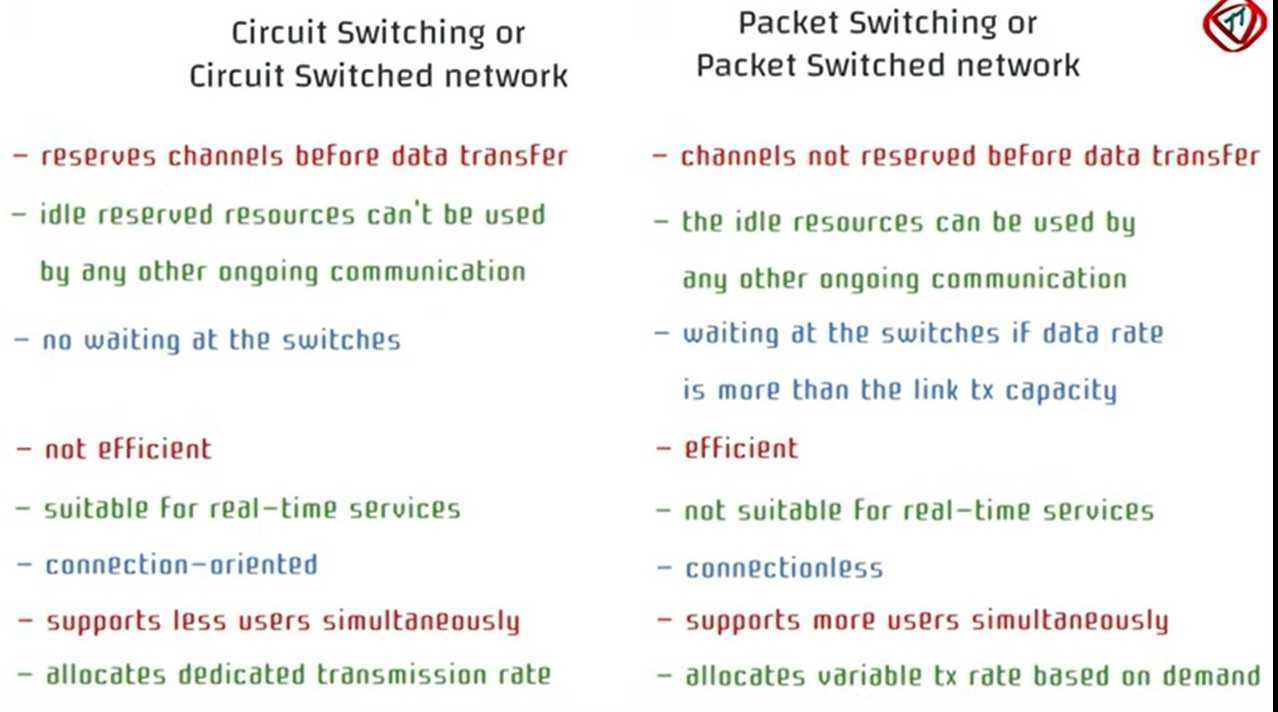 Circuit Switching or
Circuit Switched network
- reserves channels before data transfer
- idle reserved resources can't be used
by any other ongoing communication
- no waiting at the switches
- not efficient
- suitable for real-time services
- connection-oriented
- supports less users simultaneously
- allocates dedicated transmission rate
Packet Switching or
Packet Switched network
- channels not reserved before data transfer
- the idle resources can be used by
any other ongoing communication
- waiting at the switches if data rate
is more than the link tx capacity
- efficient
- not suitable for real-time services
- connectionless
- supports more users simultaneously
- allocates variable tx rate based on demand